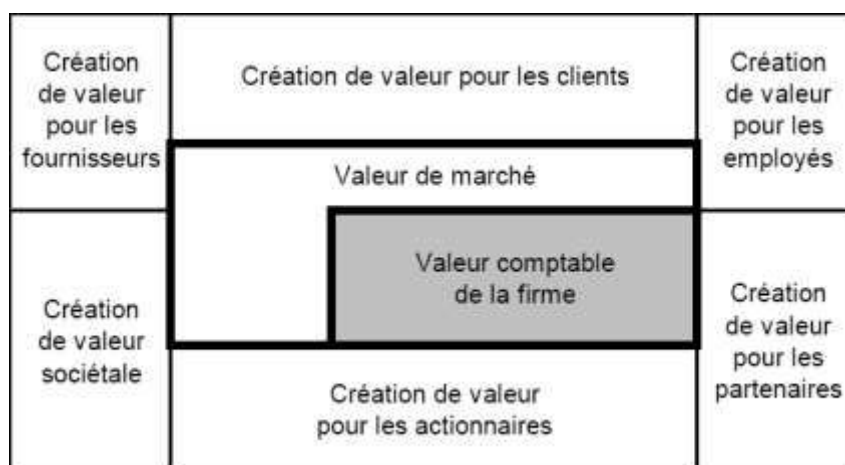 Création
de valeur
pour les
fournisseurs
Création de valeur pour les clients
Création
de valeur
pour les
employés
Valeur de marché
Valeur comptable
de la firme
Création
de valeur
sociétale
Création de valeur
pour les actionnaires
Création
de valeur
pour les
partenaires